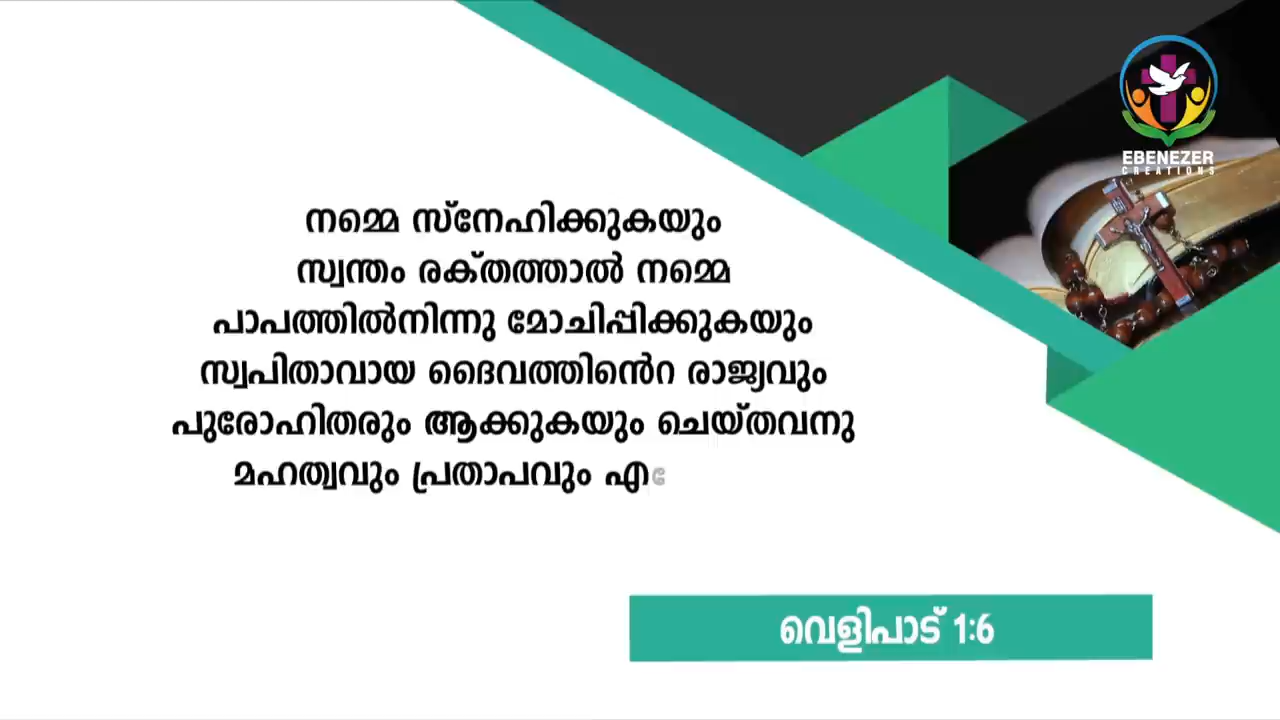 EBENEZER
CREATIONS
നമ്മെ സ്നേഹിക്കുകയും
സ്വന്തം രക്തത്താൽ നമ്മെ
പാപത്തിൽനിന്നു മോചിപ്പിക്കുകയും
സ്വപിതാവായ ദൈവത്തിൻെറ രാജ്യവും
പുരോഹിതരും ആക്കുകയും ചെയ്തവനു
മഹത്വവും പ്രതാപവും
വെളിപാട് 1:6